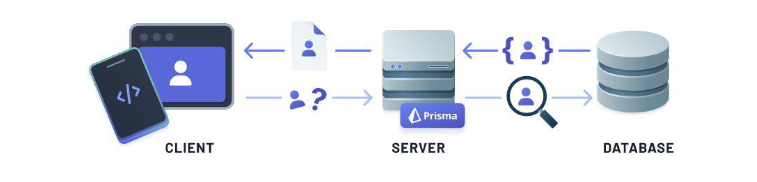 </>
?
{ }
Prisma
CLIENT
SERVER
DATABASE